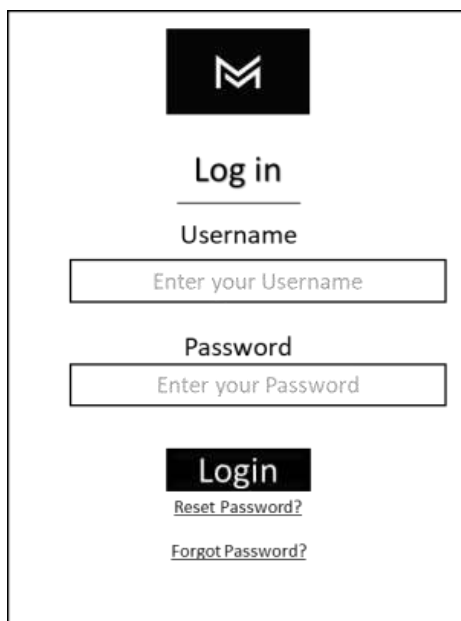 Log in
Username
Enter your Username
Password
Enter your Password
Login
Reset Password?
Forgot Password?